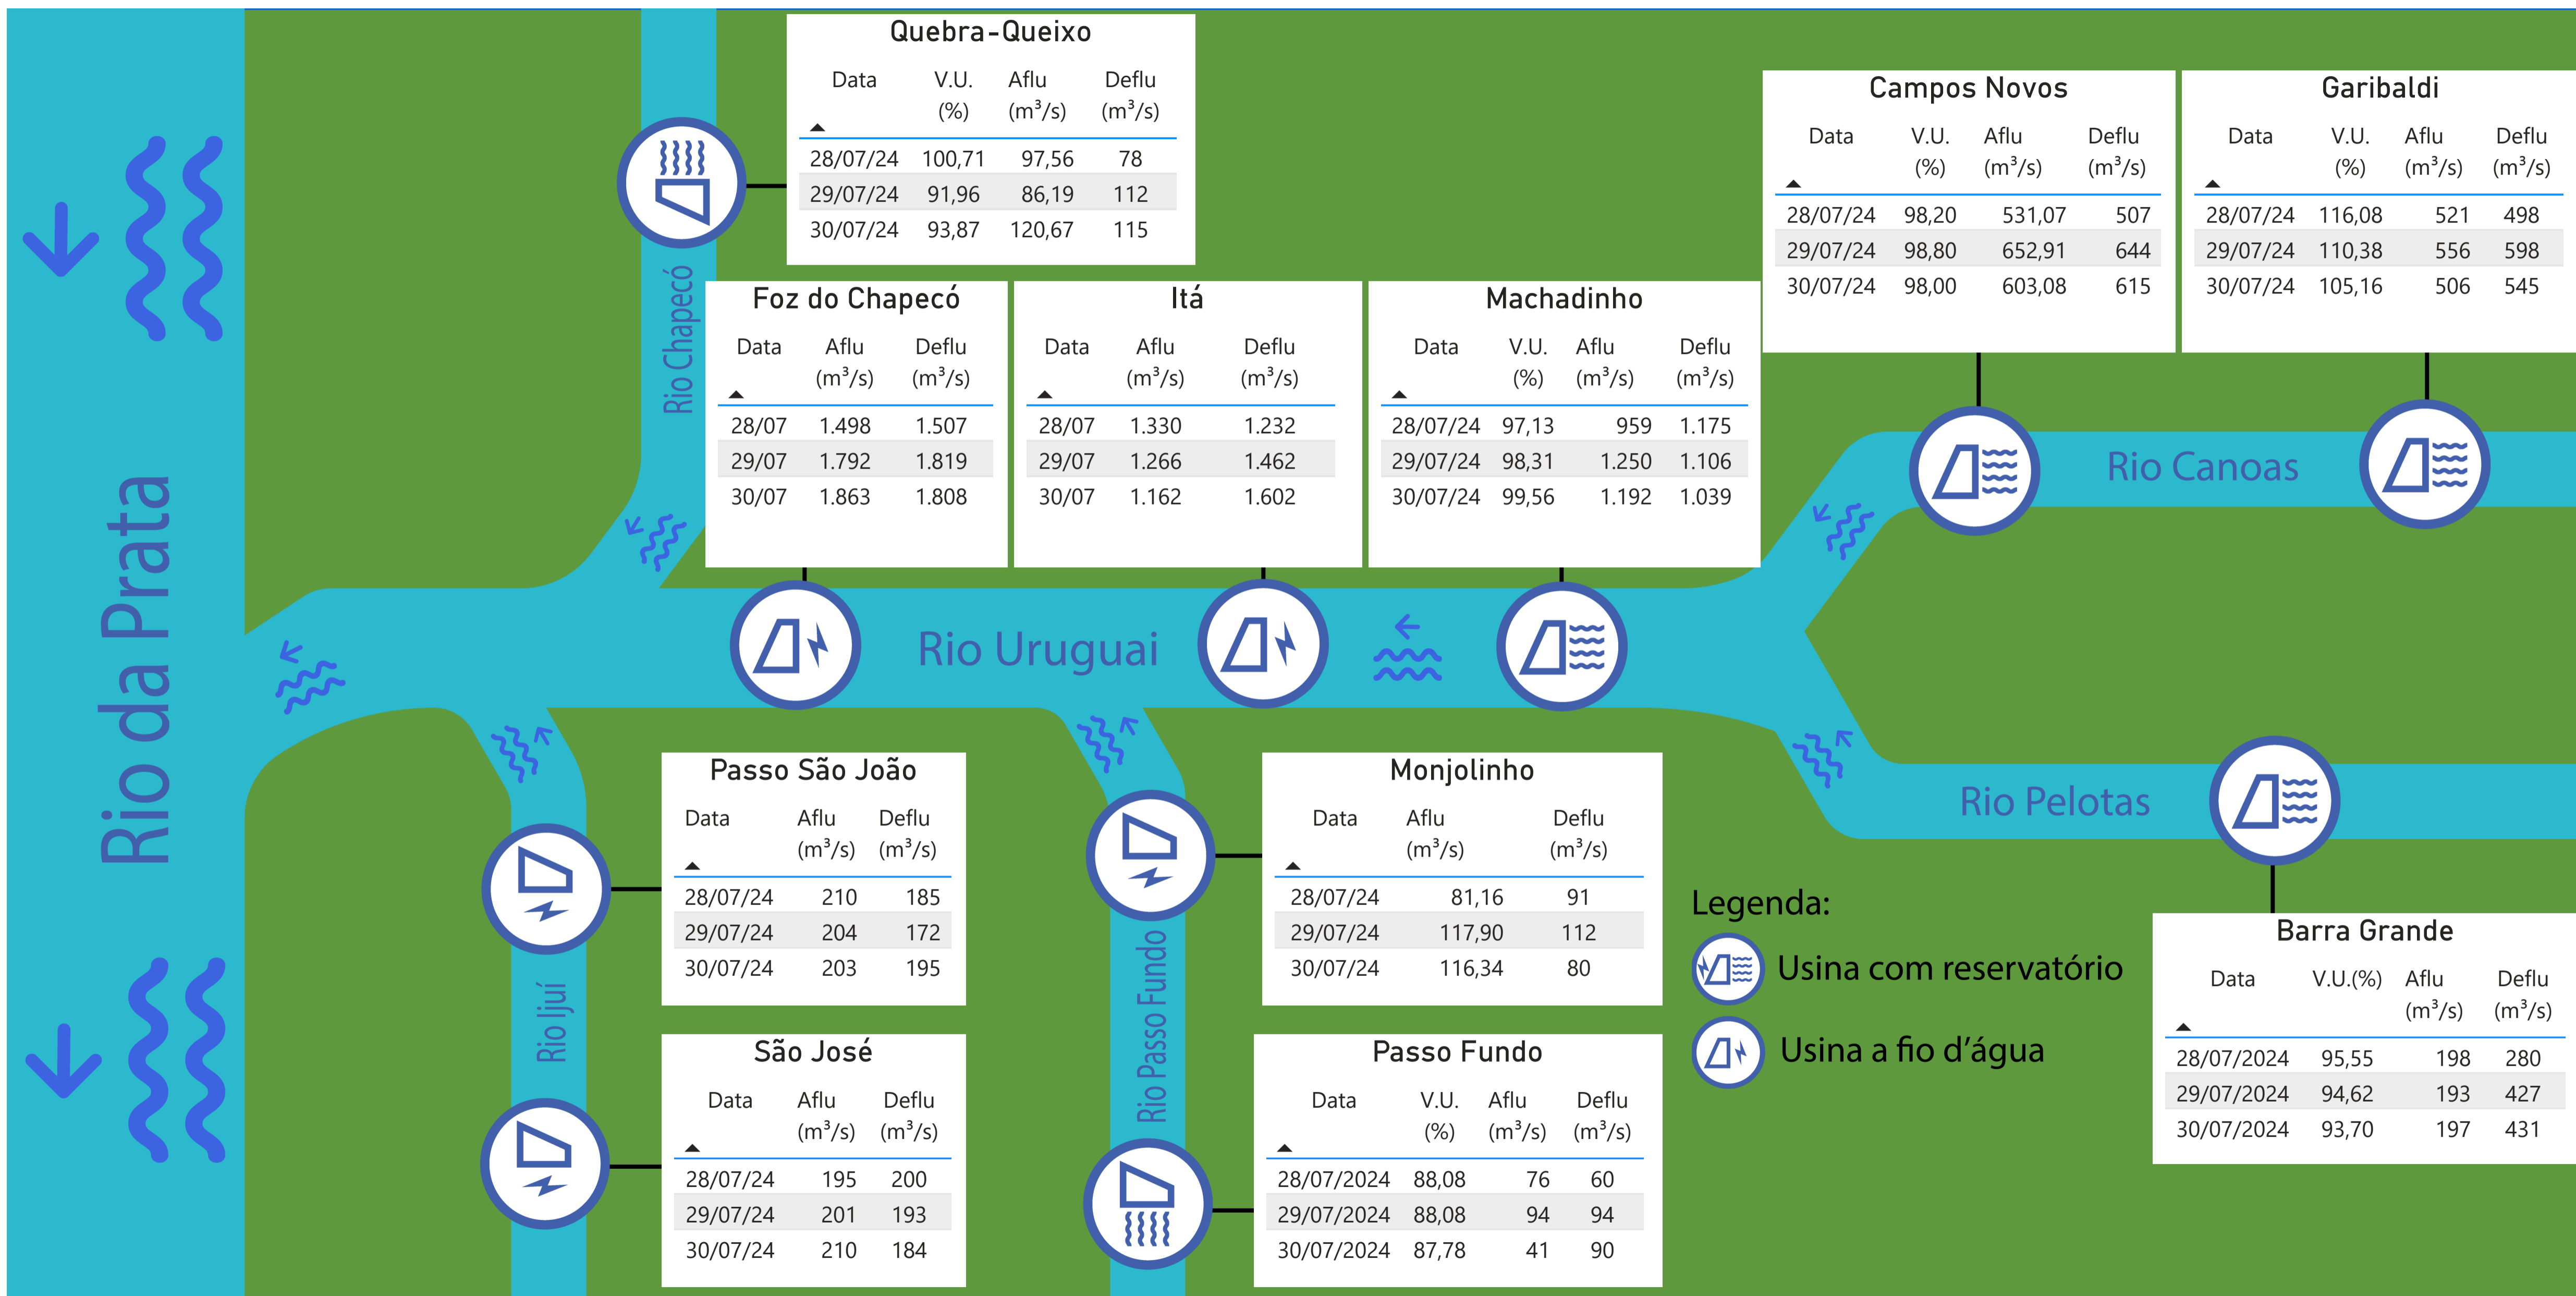 Rio da Prata
Quebra-Queixo
Data V.U. Aflu Deflu
(%) (m³/s) (m³/s)
28/07/24 100,71 97,56 78
29/07/24 91,96 86,19 112
30/07/24 93,87 120,67 115
Rio Chapecó
Campos Novos
Data V.U. Aflu Deflu
(%) (m³/s) (m³/s)
28/07/24 98,20 531,07 507
29/07/24 98,80 652,91 644
30/07/24 98,00 603,08 615
Garibaldi
Data V.U. Aflu Deflu
(%) (m³/s) (m³/s)
28/07/24 116,08 521 498
29/07/24 110,38 556 598
30/07/24 105,16 506 545
Foz do Chapecó
Data Aflu Deflu
(m³/s) (m³/s)
28/07 1.498 1.507
29/07 1.792 1.819
30/07 1.863 1.808
Itá
Data Aflu Deflu
(m³/s) (m³/s)
28/07 1.330 1.232
29/07 1.266 1.462
30/07 1.162 1.602
Machadinho
Data V.U. Aflu Deflu
(%) (m³/s) (m³/s)
28/07/24 97,13 959 1.175
29/07/24 98,31 1.250 1.106
30/07/24 99,56 1.192 1.039
Rio Canoas
Rio Uruguai
Rio Pelotas
Passo São João
Data Aflu Deflu
(m³/s) (m³/s)
28/07/24 210 185
29/07/24 204 172
30/07/24 203 195
Rio Ijuí
São José
Data Aflu Deflu
(m³/s) (m³/s)
28/07/24 195 200
29/07/24 201 193
30/07/24 210 184
Monjolinho
Data Aflu Deflu
(m³/s) (m³/s)
28/07/24 81,16 91
29/07/24 117,90 112
30/07/24 116,34 80
Rio Passo Fundo
Passo Fundo
Data V.U. Aflu Deflu
(%) (m³/s) (m³/s)
28/07/2024 88,08 76 60
29/07/2024 88,08 94 94
30/07/2024 87,78 41 90
Legenda:
Usina com reservatório
Usina a fio d'água
Barra Grande
Data V.U.(%) Aflu Deflu
(m³/s) (m³/s)
28/07/2024 95,55 198 280
29/07/2024 94,62 193 427
30/07/2024 93,70 197 431